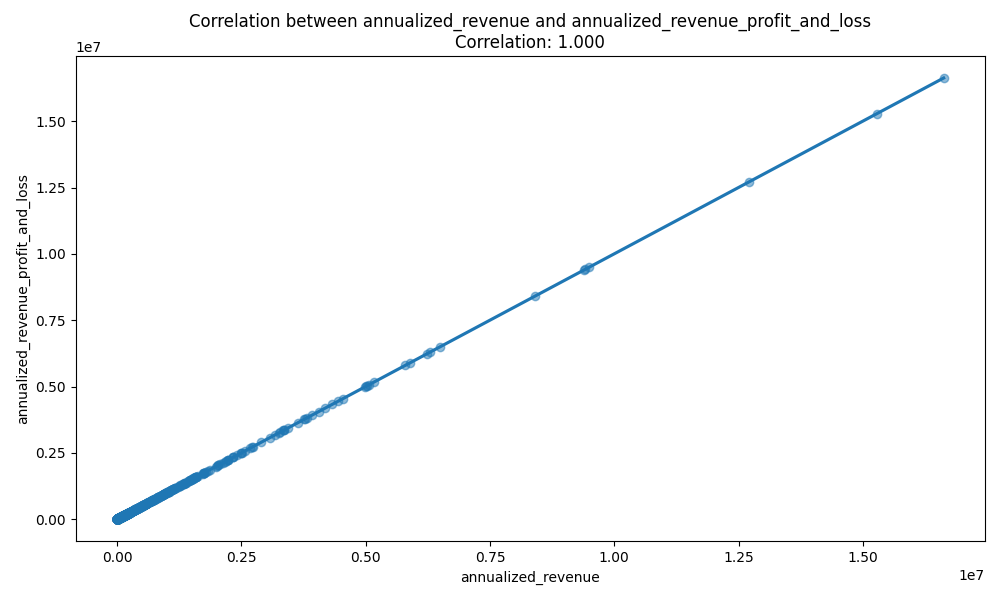 Correlation between annualized_revenue and annualized_revenue_profit_and_loss
Correlation: 1.000
1e7
1.50
1.25
1.00
0.75
0.50
0.25
0.00
annualized_revenue_profit_and_loss
0.00 0.25 0.50 0.75 1.00 1.25 1.50
1e7
annualized_revenue